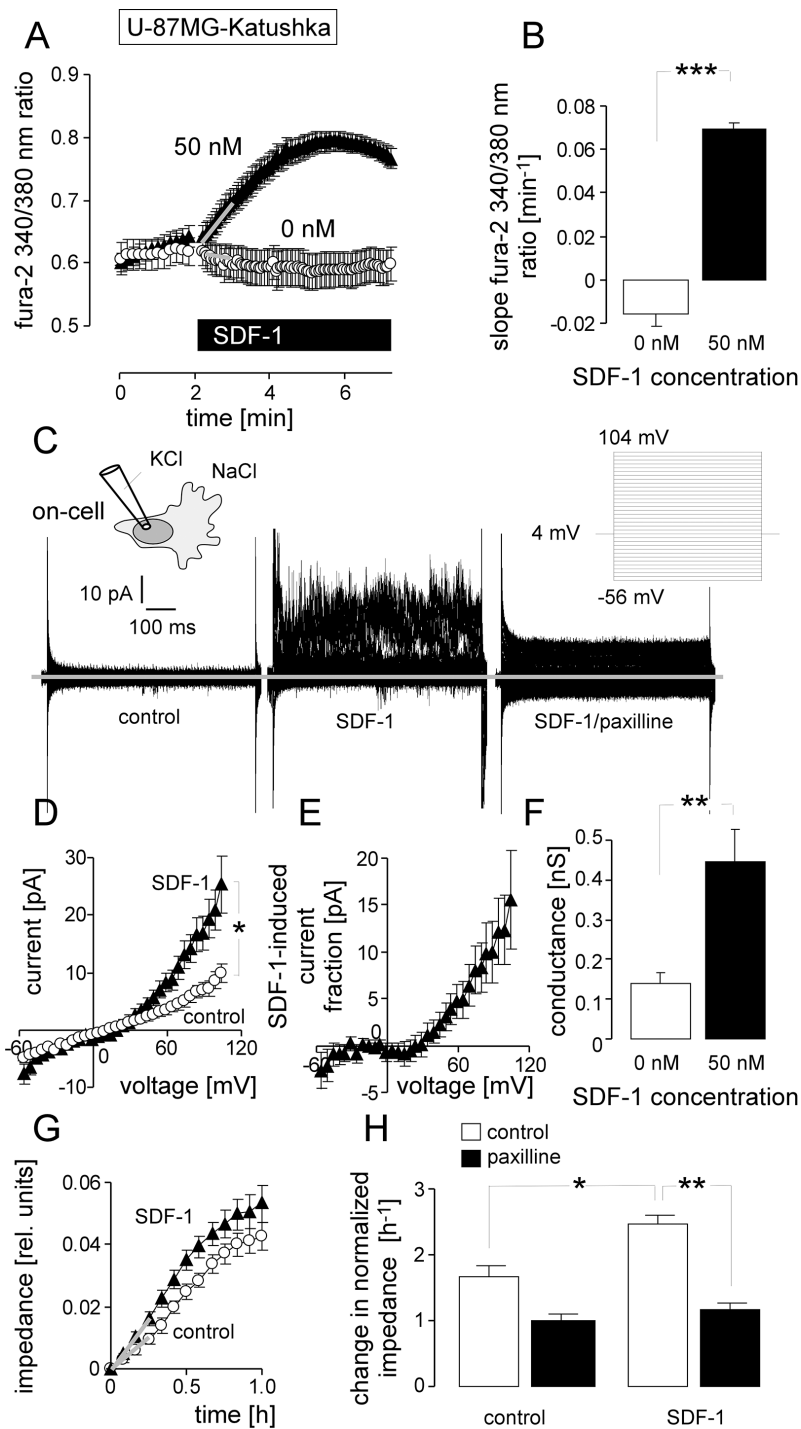 A
U-87MG-Katushka
fura-2 340/380 nm ratio
0.9
0.8
0.7
0.6
0.5
50 nM
0 nM
SDF-1
0 2 4 6
time [min]
B
***
slope fura-2 340/380 nm
ratio [min-1]
0.08
0.06
0.04
0.02
0
-0.02
0 nM 50 nM
SDF-1 concentration
C
KCl
NaCl
on-cell
10 pA
100 ms
104 mV
4 mV
-56 mV
control
SDF-1
SDF-1/paxilline
D
current [pA]
30
20
10
-10
SDF-1
*
control
-60 0 60 120
voltage [mV]
E
SDF-1-induced
current
fraction [pA]
20
15
10
5
0
-5
-60 60 120
voltage [mV]
F
**
conductance [nS]
0.5
0.4
0.3
0.2
0.1
0
0 nM 50 nM
SDF-1 concentration
G
impedance [rel. units]
0.06
0.04
0.02
0
SDF-1
control
0 0.5 1.0
time [h]
H
control
paxilline
change in normalized
impedance [h-1]
3
2
1
0
* **
control SDF-1